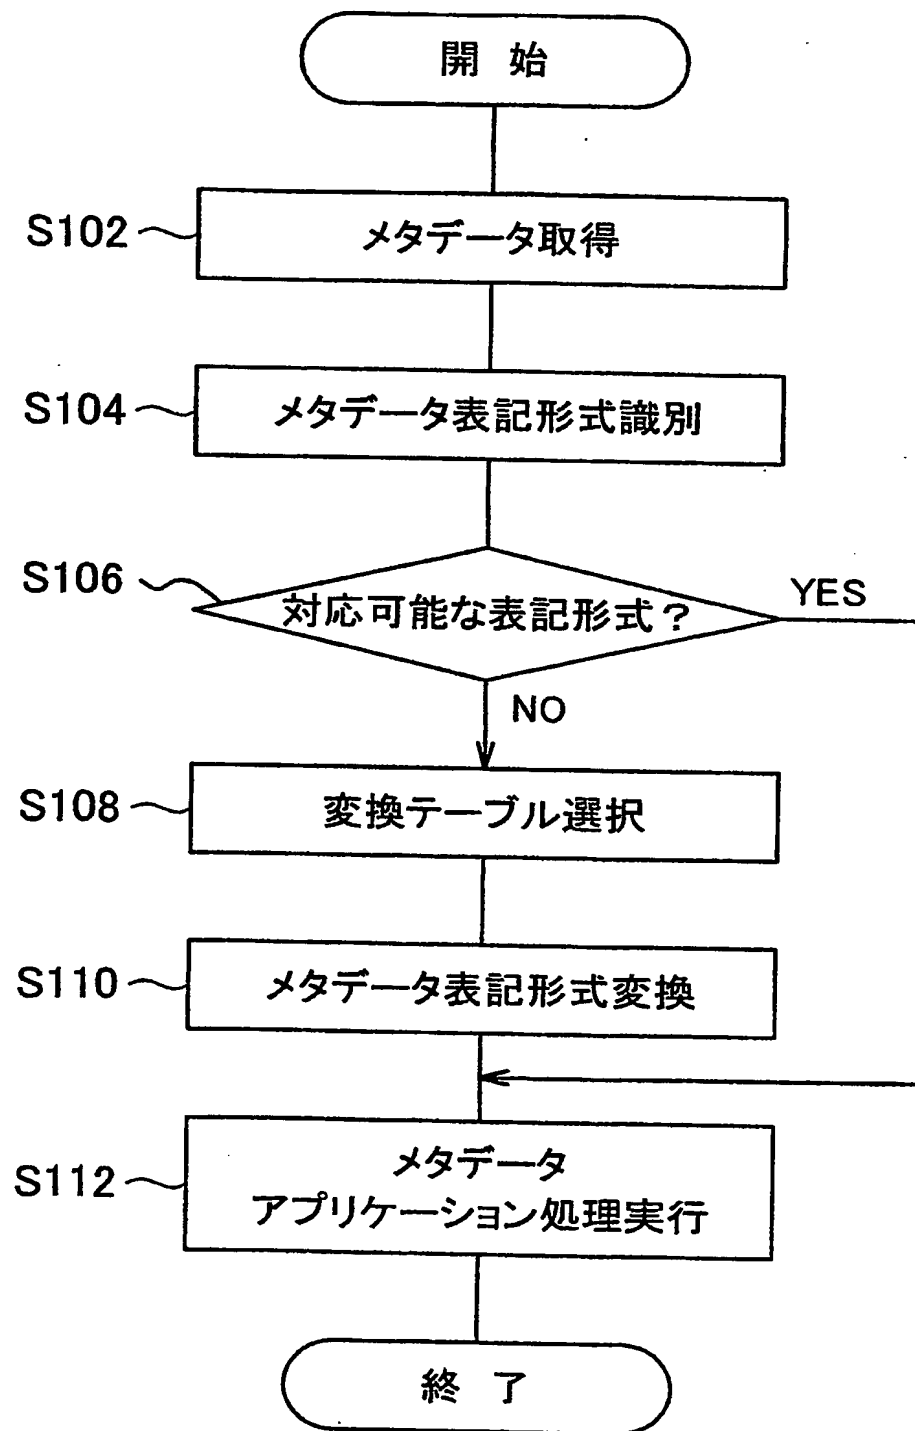 開 始
S102
メタデータ取得
S104
メタデータ表記形式識別
S106
対応可能な表記形式？
YES
NO
S108
変換テーブル選択
S110
メタデータ表記形式変換
S112
メタデータ
アプリケーション処理実行
終 了